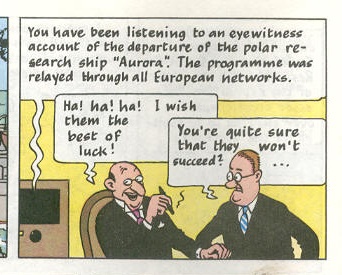 You have been listening to an eyewitness
account of the departure of the polar re-
search ship "Aurora". The programme was
relayed through all European networks.
Ha! ha! ha! I wish
them the
best of
luck!
You're quite sure
that they won't
succeed? ...